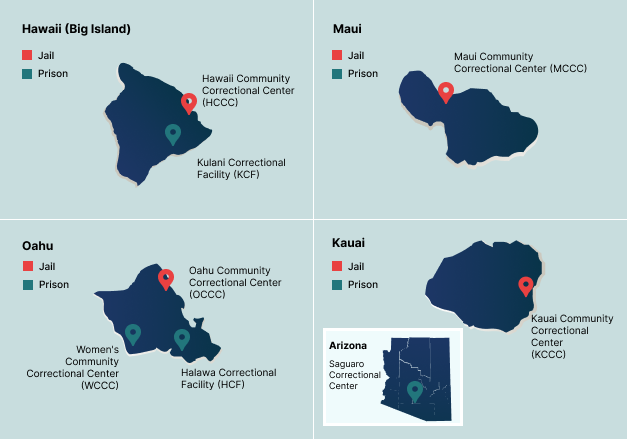 Hawaii (Big Island)
Jail
Prison
Hawaii Community
Correctional Center
(HCCC)
Kulani Correctional
Facility (KCF)
Maui
Jail
Prison
Maui Community
Correctional Center (MCCC)
Oahu
Jail
Prison
Oahu Community
Correctional Center
(OCCC)
Women's
Community
Correctional Center
(WCCC)
Halawa Correctional
Facility (HCF)
Kauai
Jail
Prison
Kauai Community
Correctional
Center
(KCCC)
Arizona
Saguaro
Correctional
Center